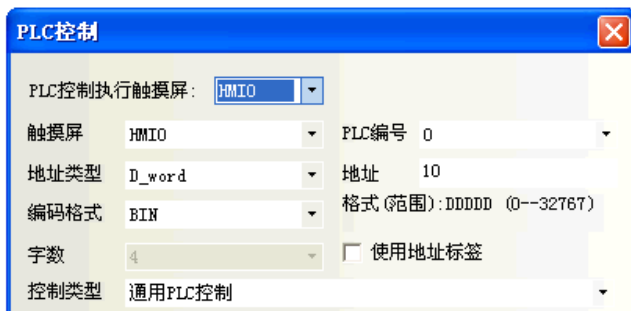 PLC控制
PLC控制执行触摸屏: HMI0
触摸屏 HMI0 PLC编号 0
地址类型 D_word 地址 10
编码格式 BIN 格式(范围):DDDDD (0--32767)
字数 4 使用地址标签
控制类型 通用PLC控制